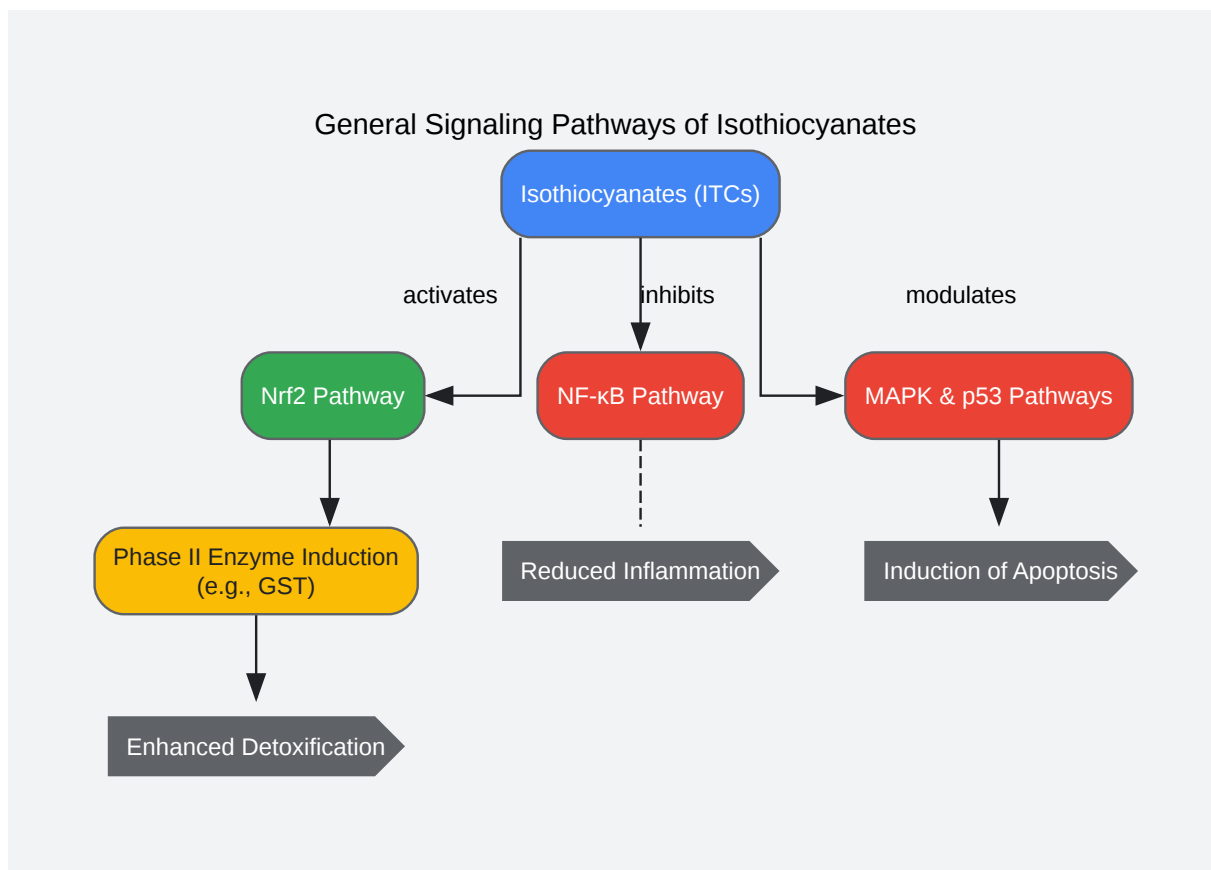 General Signaling Pathways of Isothiocyanates
Isothiocyanates (ITCs)
activates
inhibits
modulates
Nrf2 Pathway
NF-κB Pathway
MAPK & p53 Pathways
Phase II Enzyme Induction
(e.g., GST)
Reduced Inflammation
Induction of Apoptosis
Enhanced Detoxification